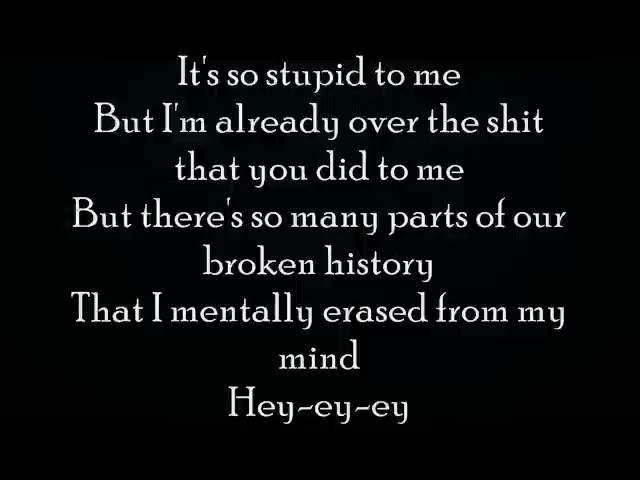 It's so stupid to me
But I'm already over the shit
that you did to me
But there's so many parts of our
broken history
That I mentally erased from my
mind
Hey-ey-ey